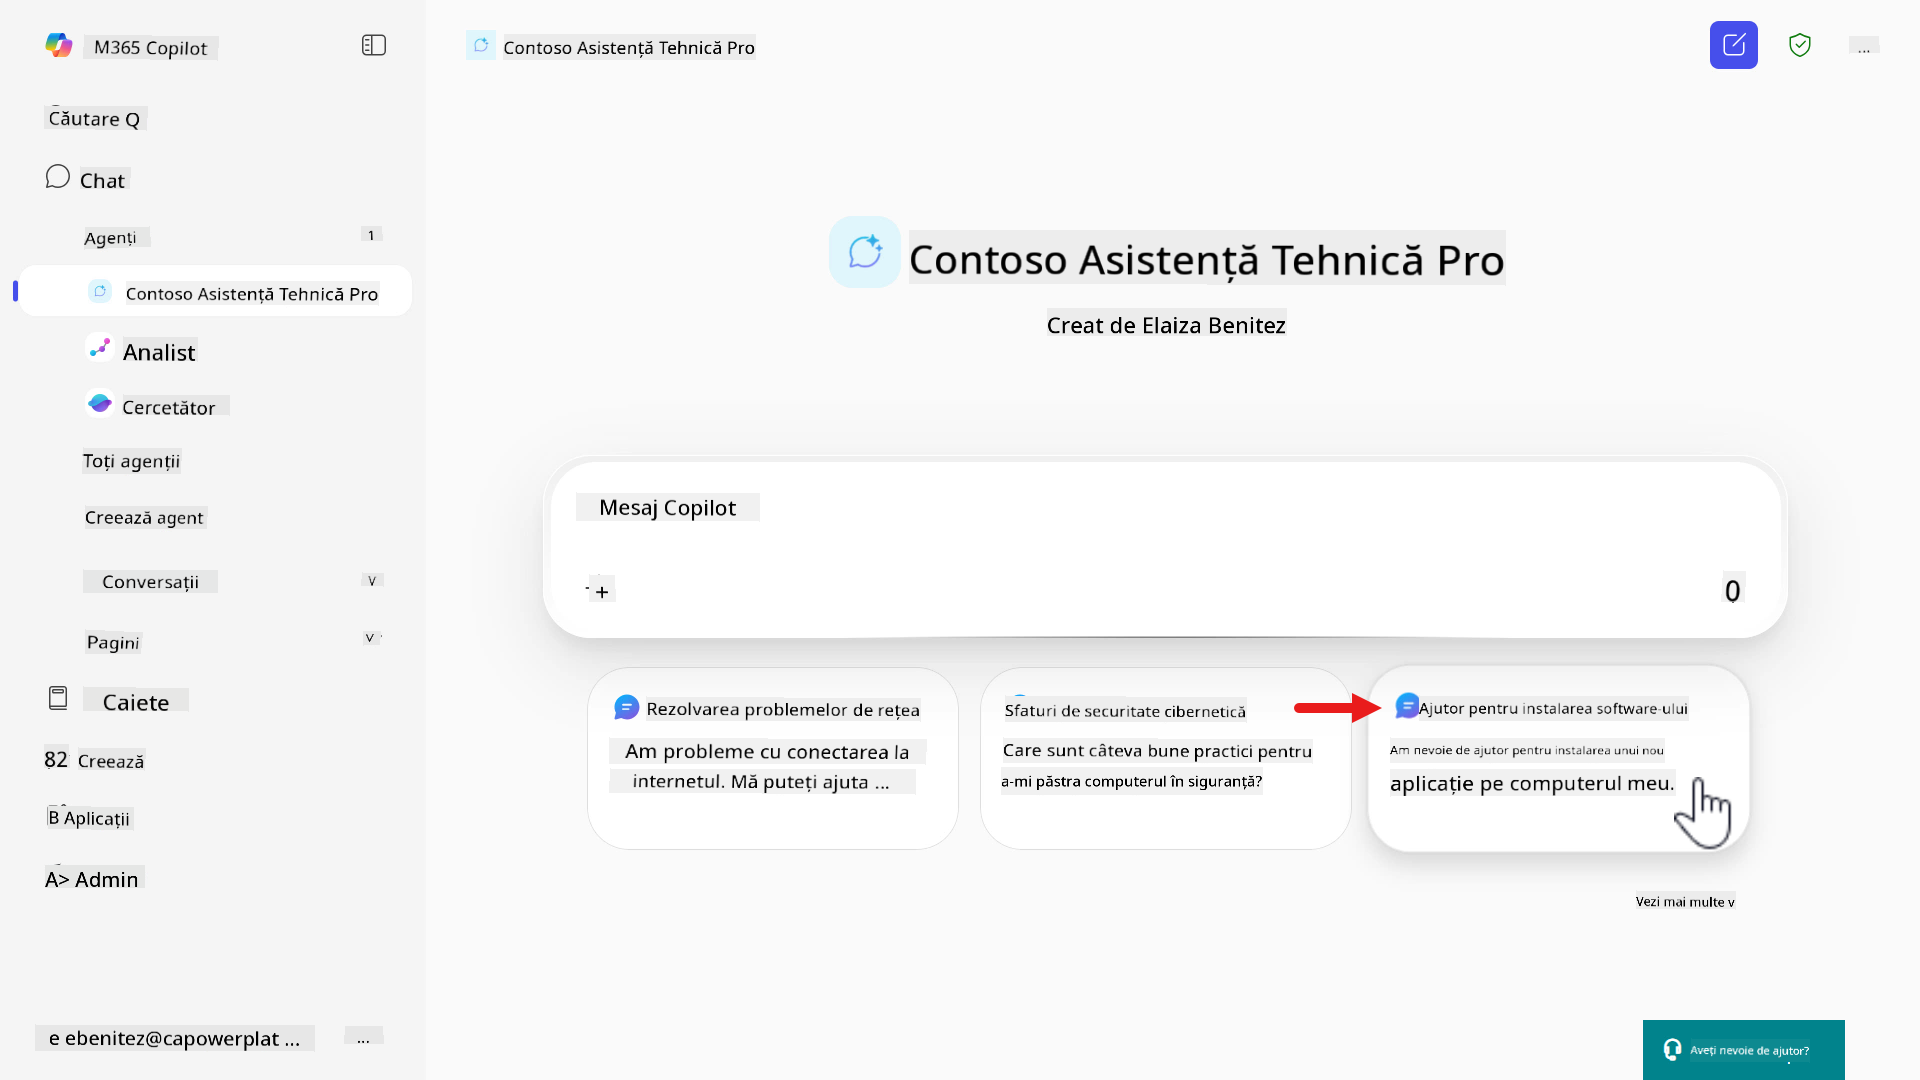 M365 Copilot
Căutare Q
Chat
Agenți 1
Contoso Asistență Tehnică Pro
Analist
Cercetător
Toți agenții
Creează agent
Conversații v
Pagini v
Caiete
82 Creează
B Aplicații
A> Admin
e ebenitez@capowerplat ... ...
Contoso Asistență Tehnică Pro
...
Contoso Asistență Tehnică Pro
Creat de Elaiza Benitez
Mesaj Copilot
+ 0
Rezolvarea problemelor de rețea
Am probleme cu conectarea la
internetul. Mă puteți ajuta ...
Sfaturi de securitate cibernetică
Care sunt câteva bune practici pentru
a-mi păstra computerul în siguranță?
Ajutor pentru instalarea software-ului
Am nevoie de ajutor pentru instalarea unui nou
aplicație pe computerul meu.
Vezi mai multe v
Aveți nevoie de ajutor?